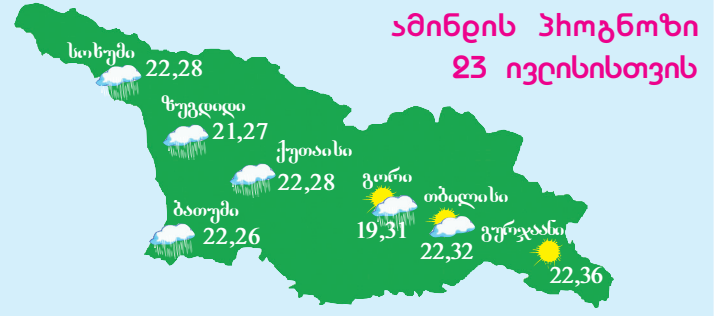 ამინდის პროგნოზი
23 ივლისისთვის
სოხუმი
22,28
ზუგდიდი
21,27
ქუთაისი
22,28
გორი
19,31
თბილისი
22,32
ბათუმი
22,26
გურჯაანი
22,36